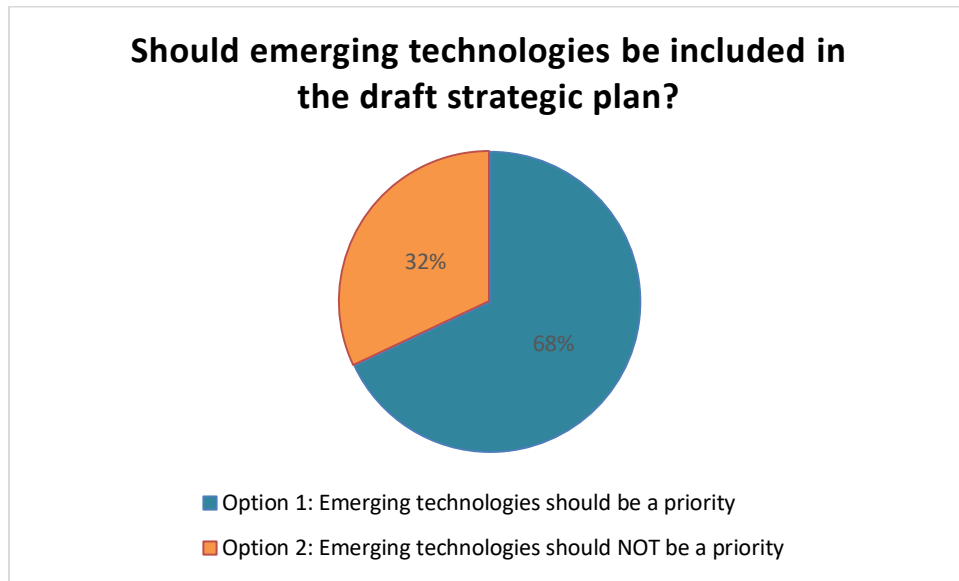 Should emerging technologies be included in
the draft strategic plan?
32%
68%
Option 1: Emerging technologies should be a priority
Option 2: Emerging technologies should NOT be a priority